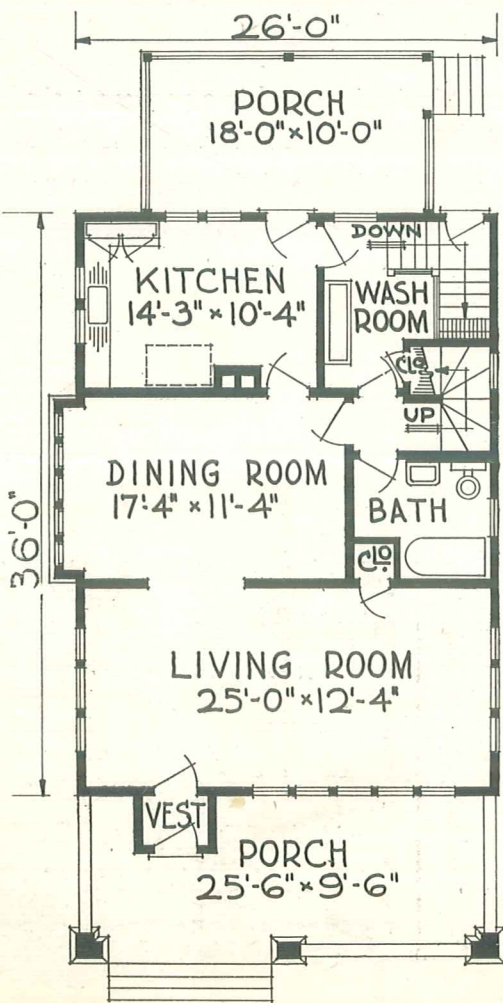 26'-0"
PORCH
18'-0"×10'-0"
DOWN
KITCHEN
14'-3"×10'-4"
WASH
ROOM
CLO.
UP
DINING ROOM
17'-4"×11'-4"
BATH
CLO.
36'-0"
LIVING ROOM
25'-0"×12'-4"
VEST
PORCH
25'-6"×9'-6"